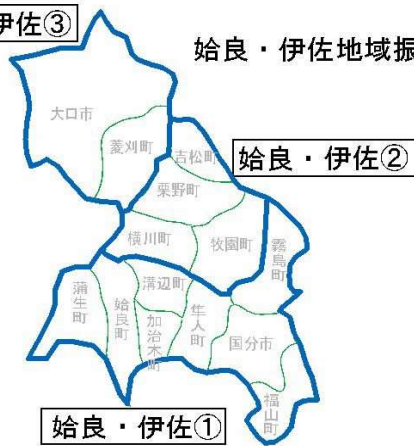 伊佐③
姶良・伊佐地域振
大口市
菱刈町
吉松町
姶良・伊佐②
栗野町
横川町
牧園町
霧島町
溝辺町
蒲生町
姶良町
加治木町
隼人町
国分市
福山町
姶良・伊佐①